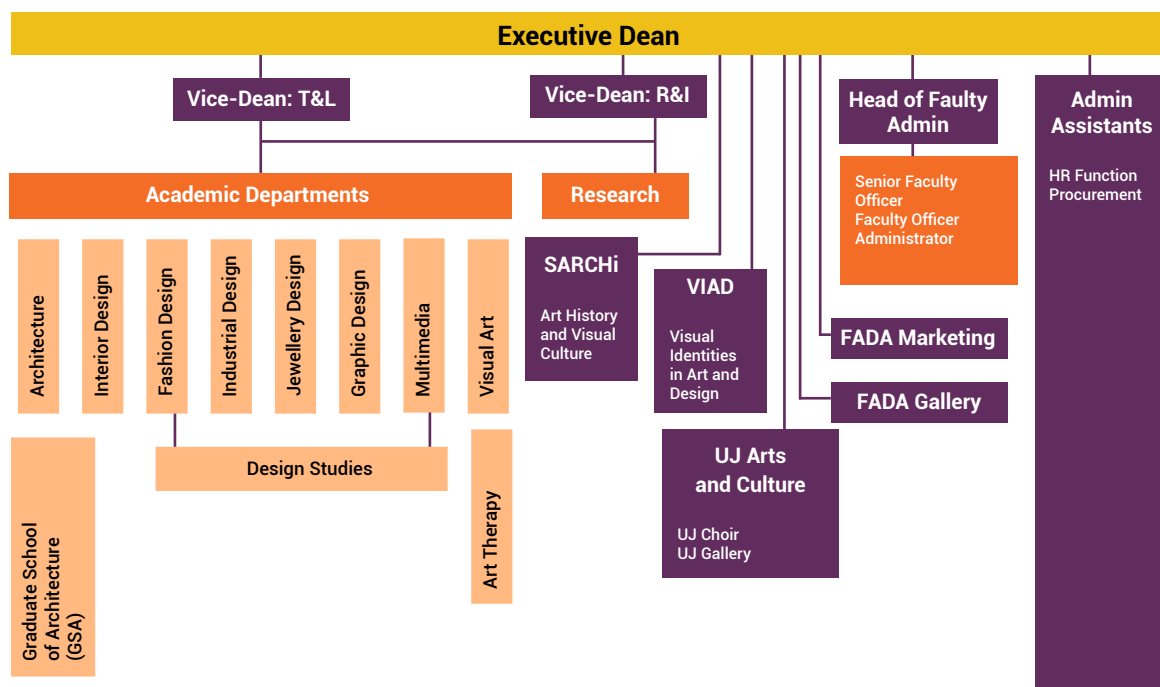 Executive Dean
Vice-Dean: T&L
Vice-Dean: R&I
Head of Faulty
Admin
Admin
Assistants
HR Function
Procurement
Senior Faculty
Officer
Faculty Officer
Administrator
Academic Departments
Research
Architecture
Interior Design
Fashion Design
Industrial Design
Jewellery Design
Graphic Design
Multimedia
Visual Art
SARCHi
Art History
and Visual
Culture
VIAD
Visual
Identities
in Art and
Design
FADA Marketing
FADA Gallery
UJ Arts
and Culture
UJ Choir
UJ Gallery
Design Studies
Graduate School
of Architecture
(GSA)
Art Therapy